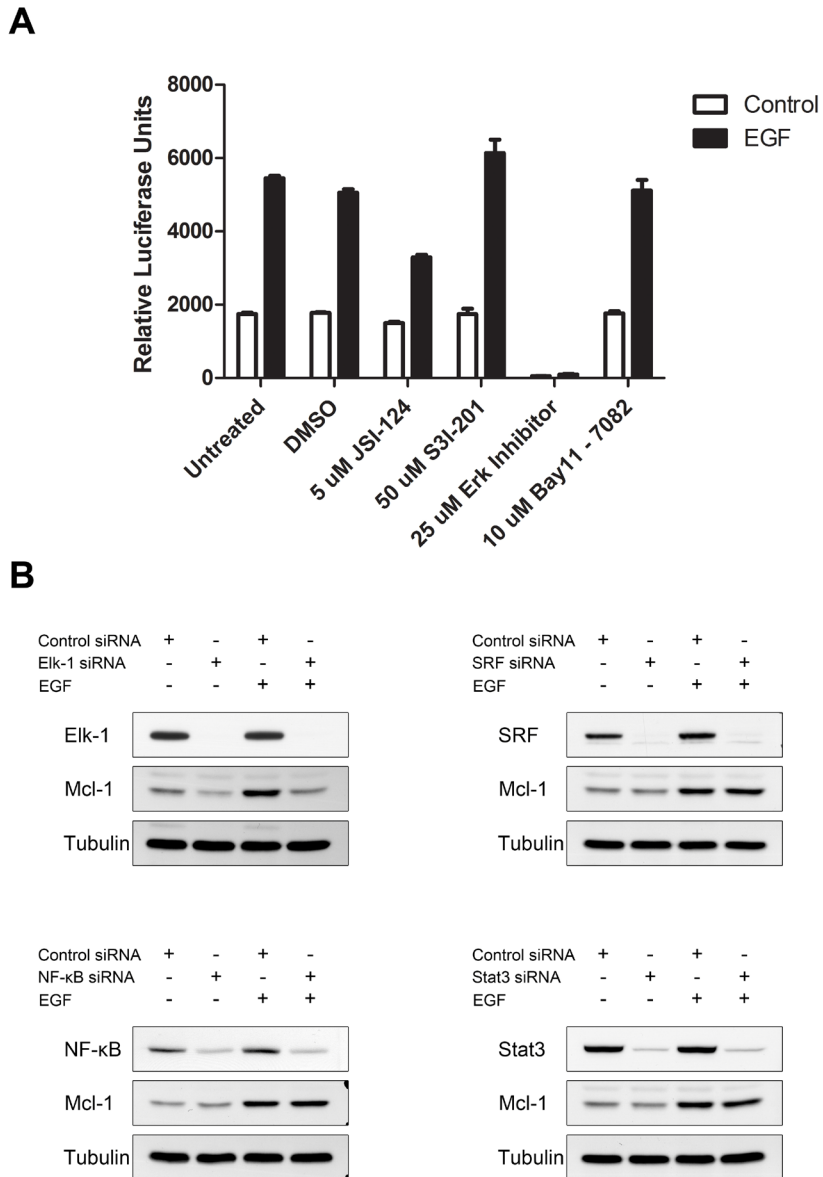 A
Relative Luciferase Units
8000
6000
4000
2000
0
Control
EGF
Untreated
DMSO
5 uM JSI-124
50 uM S3I-201
25 uM Erk Inhibitor
10 uM Bay11 - 7082
B
Control siRNA + - + -
Elk-1 siRNA - + - +
EGF - - + +
Elk-1
Mcl-1
Tubulin
Control siRNA + - + -
SRF siRNA - + - +
EGF - - + +
SRF
Mcl-1
Tubulin
Control siRNA + - + -
NF-κB siRNA - + - +
EGF - - + +
NF-κB
Mcl-1
Tubulin
Control siRNA + - + -
Stat3 siRNA - + - +
EGF - - + +
Stat3
Mcl-1
Tubulin